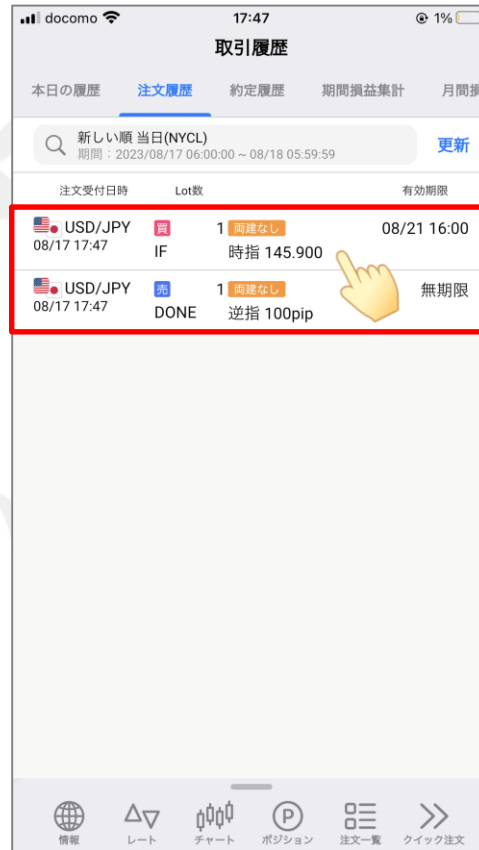 docomo 17:47 1%
取引履歴
本日の履歴 注文履歴 約定履歴 期間損益集計 月間損
新しい順 当日(NYCL)
期間：2023/08/17 06:00:00 ~ 08/18 05:59:59
更新
注文受付日時 Lot数 有効期限
USD/JPY 買 1 両建なし 08/21 16:00
08/17 17:47 IF 時指 145.900
USD/JPY 売 1 両建なし 無期限
08/17 17:47 DONE 逆指 100pip
情報 レート チャート P ポジション 注文一覧 クイック注文